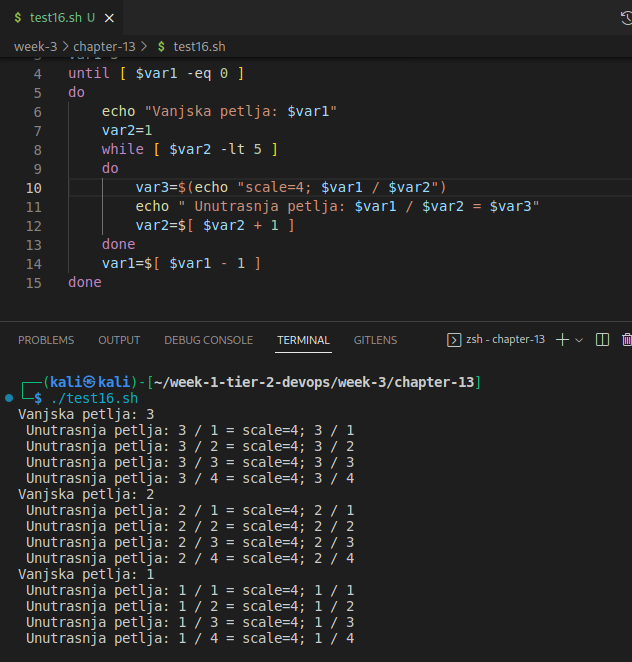 $ test16.sh U ×
week-3 > chapter-13 > $ test16.sh
4 until [ $var1 -eq 0 ]
5 do
6 echo "Vanjska petlja: $var1"
7 var2=1
8 while [ $var2 -lt 5 ]
9 do
10 var3=$(echo "scale=4; $var1 / $var2")
11 echo " Unutrasnja petlja: $var1 / $var2 = $var3"
12 var2=$[ $var2 + 1 ]
13 done
14 var1=$[ $var1 - 1 ]
15 done
PROBLEMS OUTPUT DEBUG CONSOLE TERMINAL GITLENS zsh - chapter-13
┌──(kali㉿kali)-[~/week-1-tier-2-devops/week-3/chapter-13]
└─$ ./test16.sh
Vanjska petlja: 3
 Unutrasnja petlja: 3 / 1 = scale=4; 3 / 1
 Unutrasnja petlja: 3 / 2 = scale=4; 3 / 2
 Unutrasnja petlja: 3 / 3 = scale=4; 3 / 3
 Unutrasnja petlja: 3 / 4 = scale=4; 3 / 4
Vanjska petlja: 2
 Unutrasnja petlja: 2 / 1 = scale=4; 2 / 1
 Unutrasnja petlja: 2 / 2 = scale=4; 2 / 2
 Unutrasnja petlja: 2 / 3 = scale=4; 2 / 3
 Unutrasnja petlja: 2 / 4 = scale=4; 2 / 4
Vanjska petlja: 1
 Unutrasnja petlja: 1 / 1 = scale=4; 1 / 1
 Unutrasnja petlja: 1 / 2 = scale=4; 1 / 2
 Unutrasnja petlja: 1 / 3 = scale=4; 1 / 3
 Unutrasnja petlja: 1 / 4 = scale=4; 1 / 4